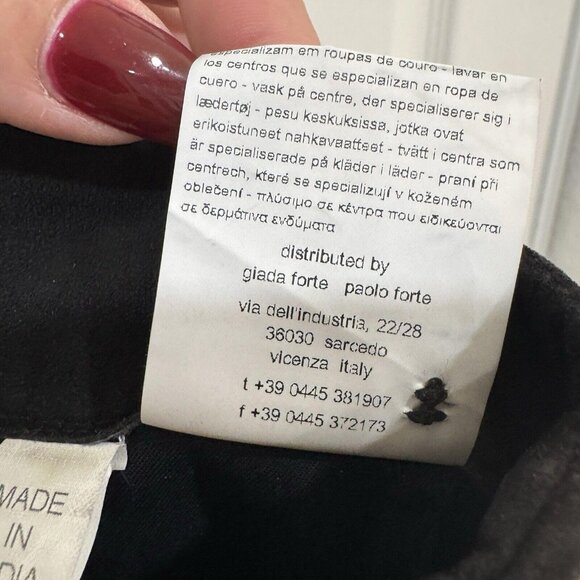 especializam em roupas de couro - lavar en
los centros que se especializan en ropa de
cuero - vask på centre, der specialiserer sig i
lædertøj - pesu keskuksissa, jotka ovat
erikoistuneet nahkavaatteet - tvätt i centra som
är specialiserade på kläder i läder - praní při
centrech, které se specializují v koženém
oblečení - πλύσιμο σε κέντρα που ειδικεύονται
σε δερμάτινα ενδύματα
distributed by
giada forte paolo forte
via dell'industria, 22/28
36030 sarcedo
vicenza italy
t +39 0445 381907
f +39 0445 372173
MADE
IN